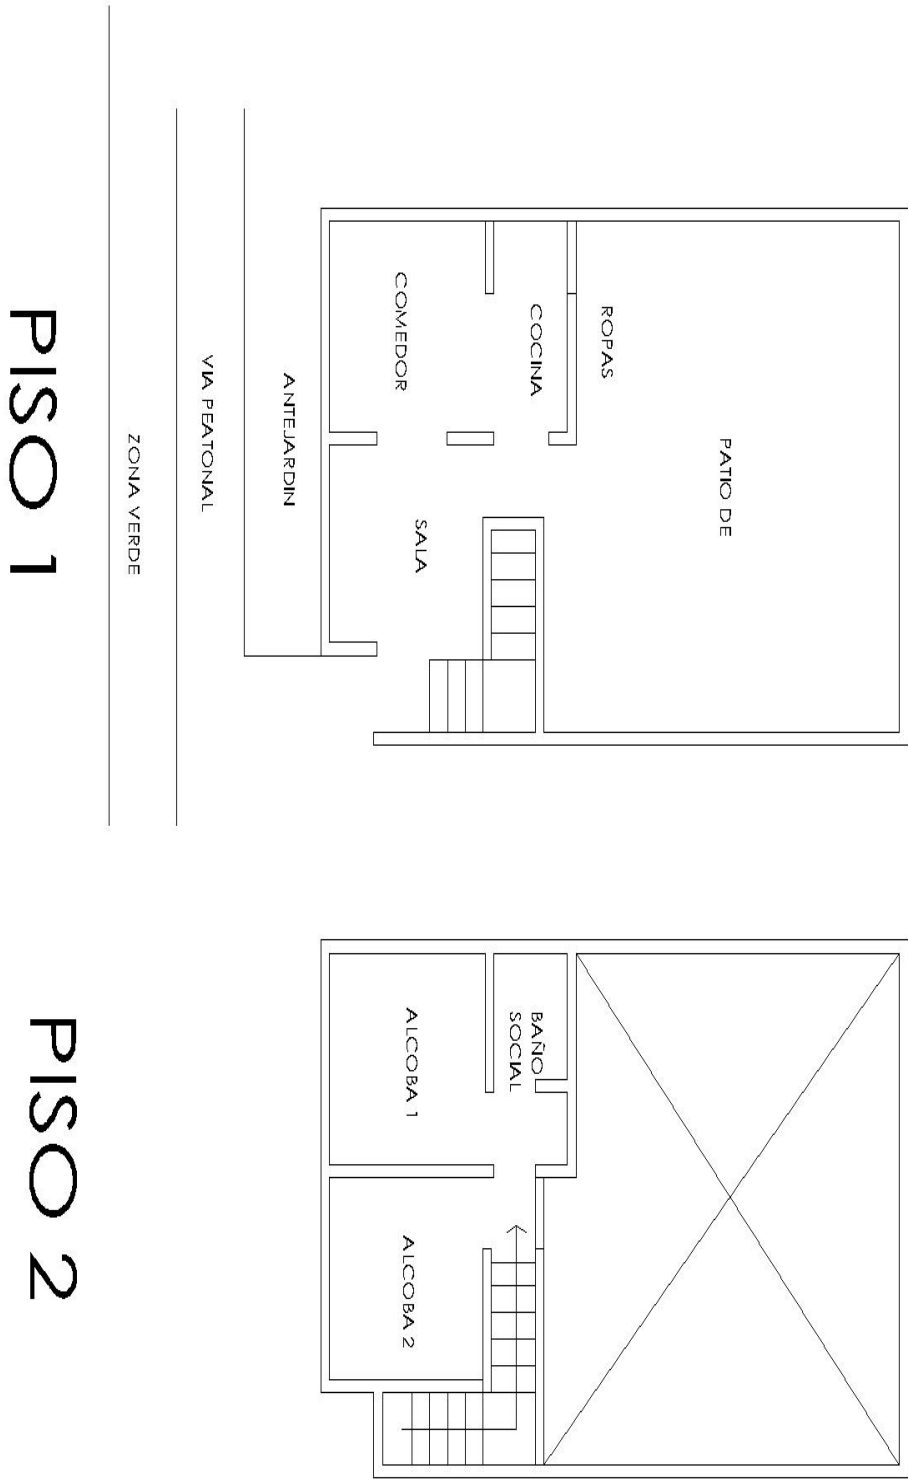 PATIO DE
ROPAS
COCINA
SALA
COMEDOR
ANTEJARDIN
VIA PEATONAL
ZONA VERDE
PISO 1
BAÑO
SOCIAL
ALCOBA 1
ALCOBA 2
PISO 2